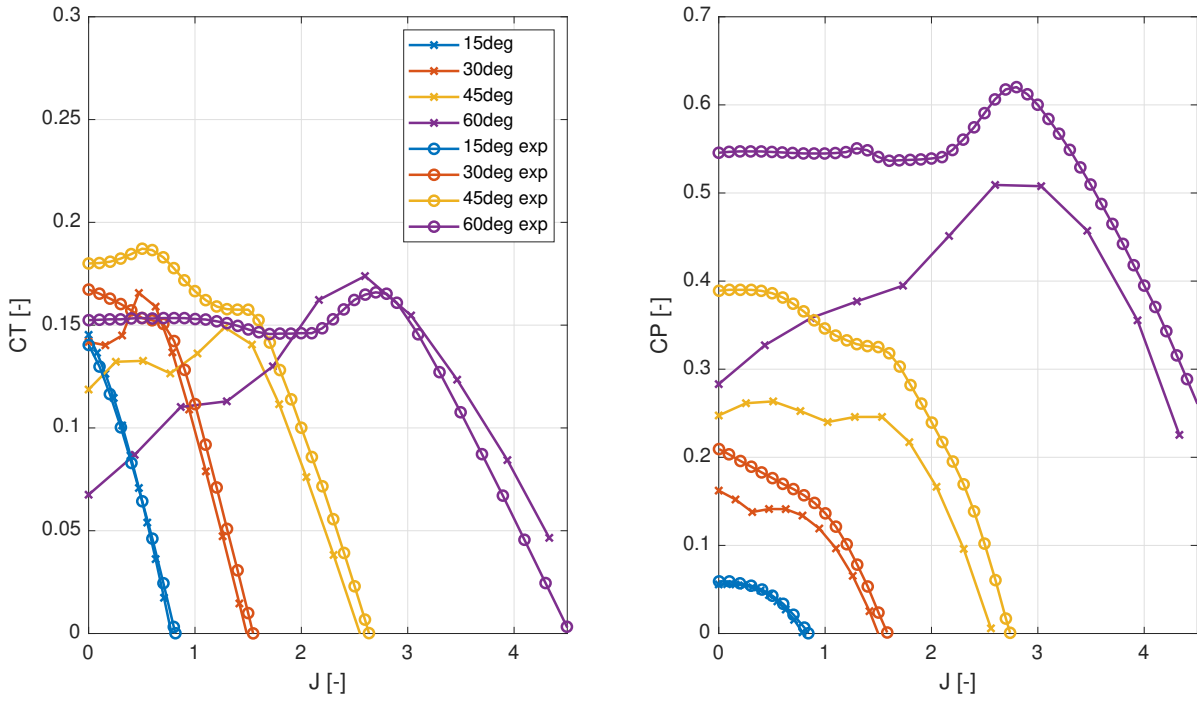 0.3
0.25
0.2
0.15
0.1
0.05
0
CT [-]
0 1 2 3 4
J [-]
15deg
30deg
45deg
60deg
15deg exp
30deg exp
45deg exp
60deg exp
0.7
0.6
0.5
0.4
0.3
0.2
0.1
0
CP [-]
0 1 2 3 4
J [-]